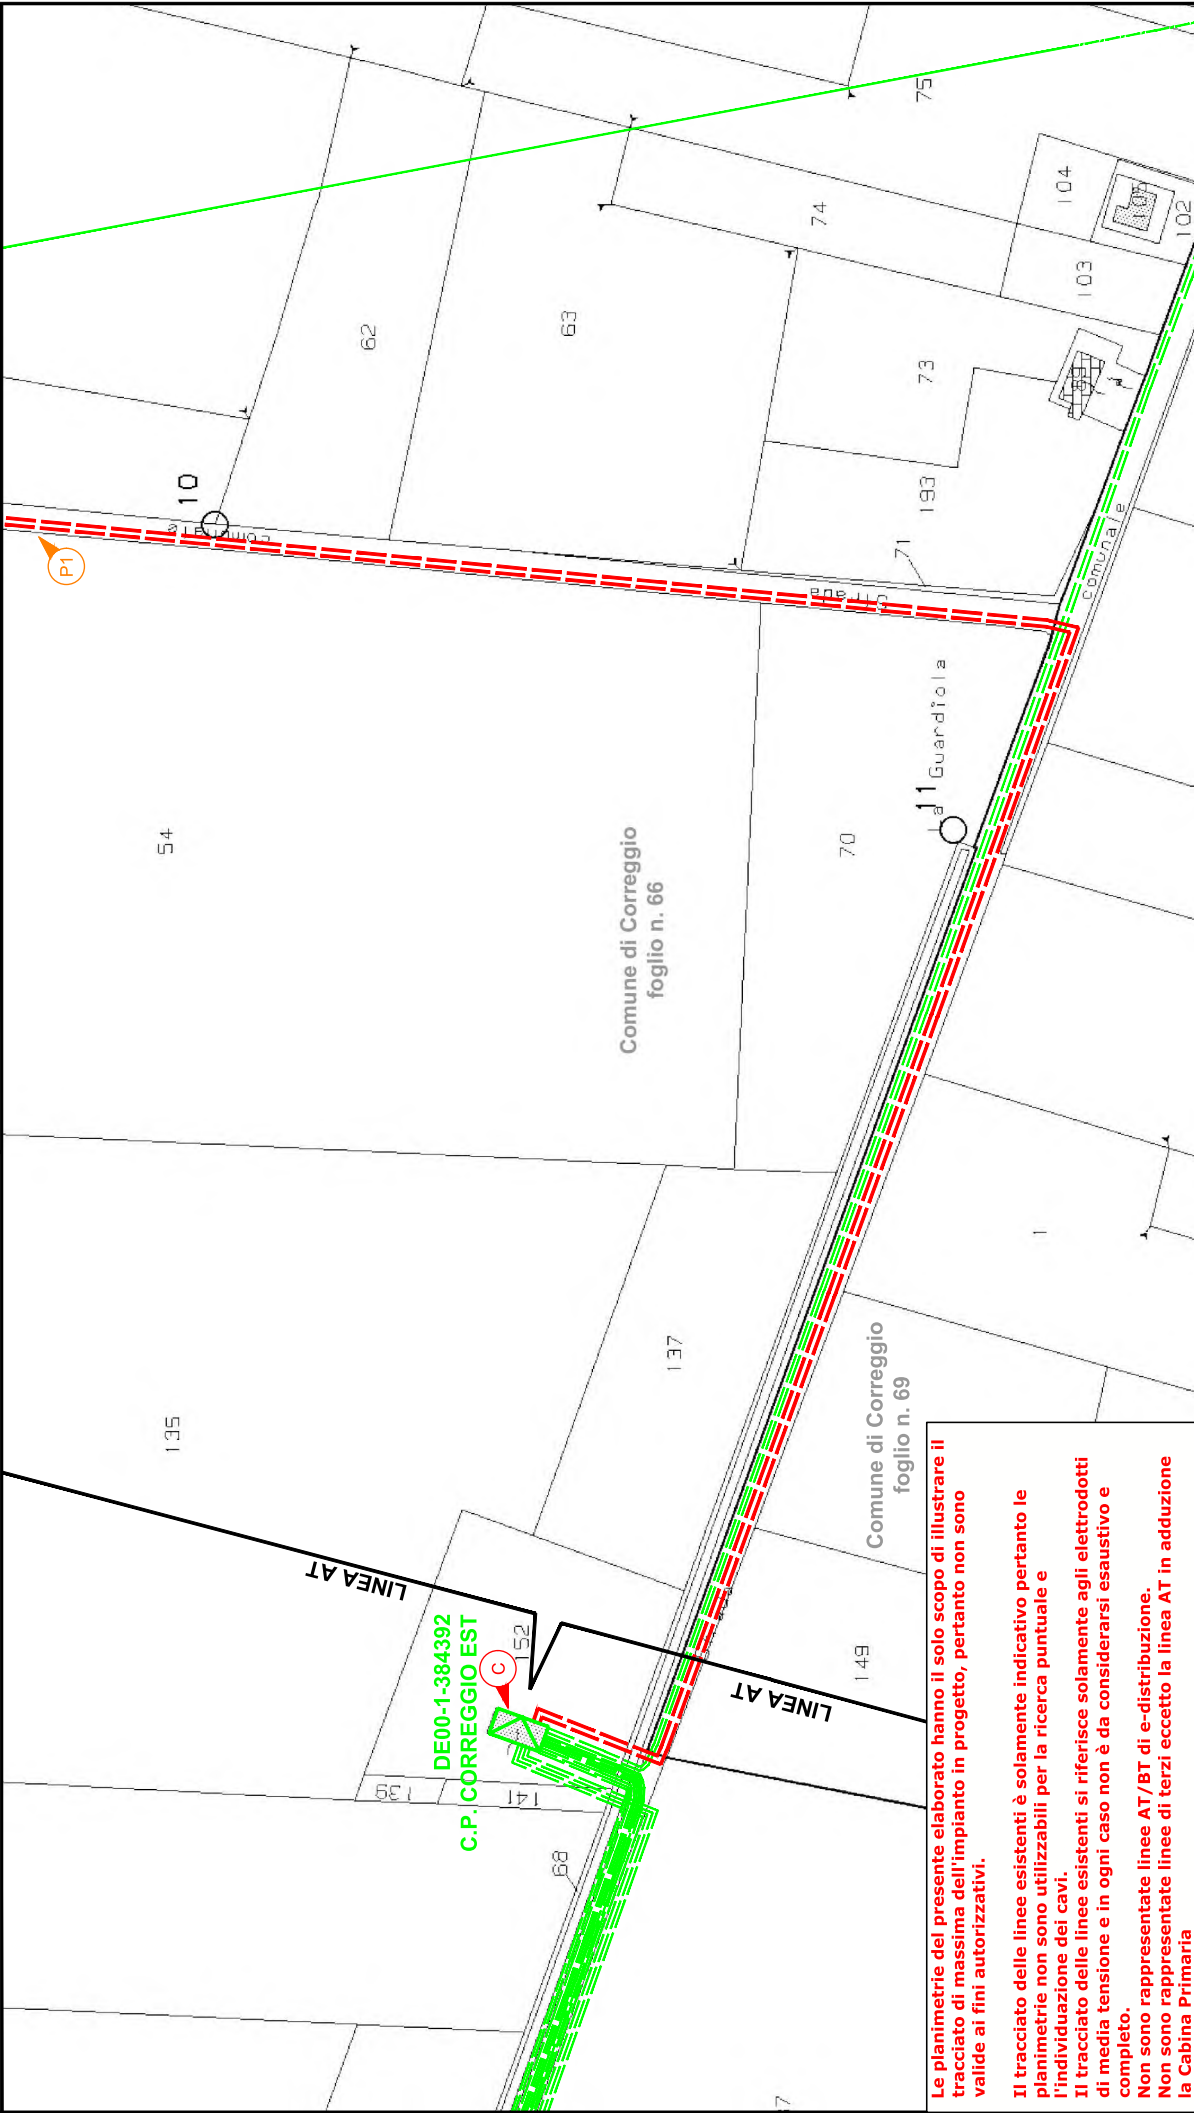 DE00-1-384392
C.P. CORREGGIO EST
C
152
LINEA AT
LINEA AT
135
139
141
68
137
149
54
Comune di Correggio
foglio n. 66
Comune di Correggio
foglio n. 69
1
70
La Guardiola
11
P1
10
comunale
Strada
62
63
71
193
73
74
75
89
103
104
105
102
comunale
Le planimetrie del presente elaborato hanno il solo scopo di illustrare il
tracciato di massima dell'impianto in progetto, pertanto non sono
valide ai fini autorizzativi.
Il tracciato delle linee esistenti è solamente indicativo pertanto le
planimetrie non sono utilizzabili per la ricerca puntuale e
l'individuazione dei cavi.
Il tracciato delle linee esistenti si riferisce solamente agli elettrodotti
di media tensione e in ogni caso non è da considerarsi esaustivo e
completo.
Non sono rappresentate linee AT/BT di e-distribuzione.
Non sono rappresentate linee di terzi eccetto la linea AT in adduzione
la Cabina Primaria